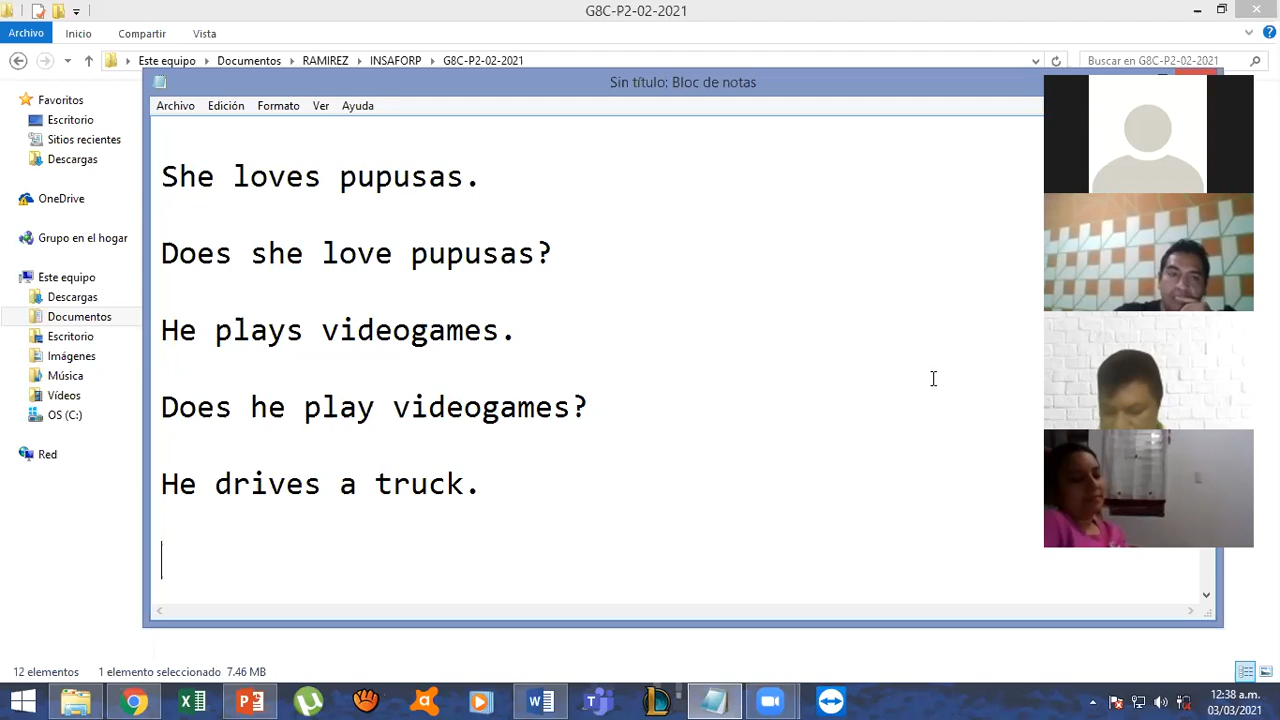 G8C-P2-02-2021
Archivo Inicio Compartir Vista
Este equipo Documentos RAMIREZ INSAFORP G8C-P2-02-2021
Buscar en G8C-P2-02-2021
Favoritos
Escritorio
Sitios recientes
Descargas
OneDrive
Grupo en el hogar
Este equipo
Descargas
Documentos
Escritorio
Imágenes
Música
Vídeos
OS (C:)
Red
Sin título: Bloc de notas
Archivo Edición Formato Ver Ayuda
She loves pupusas.
Does she love pupusas?
He plays videogames.
Does he play videogames?
He drives a truck.
12 elementos 1 elemento seleccionado 7.46 MB
12:38 a.m.
03/03/2021